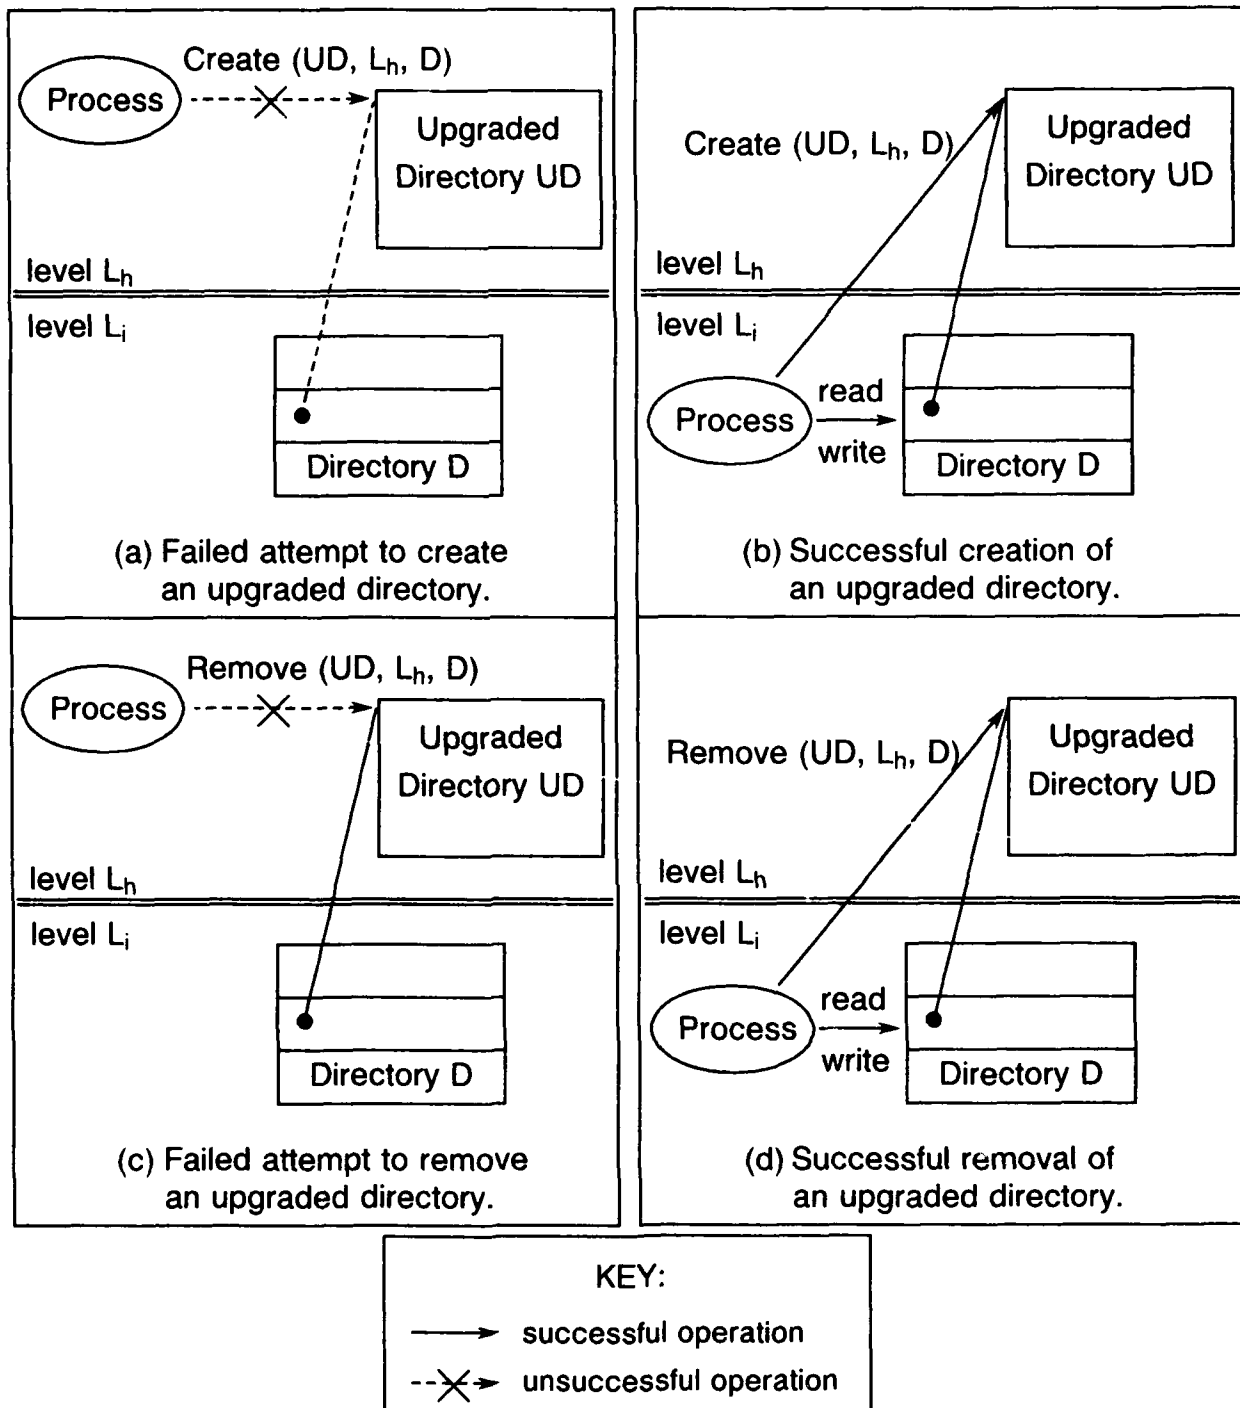 Create (UD, Lh, D)
Process
Upgraded
Directory UD
level Lh
level Li
Directory D
(a) Failed attempt to create
an upgraded directory.
Create (UD, Lh, D)
Upgraded
Directory UD
level Lh
level Li
Process
read
write
Directory D
(b) Successful creation of
an upgraded directory.
Remove (UD, Lh, D)
Process
Upgraded
Directory UD
level Lh
level Li
Directory D
(c) Failed attempt to remove
an upgraded directory.
Remove (UD, Lh, D)
Upgraded
Directory UD
level Lh
level Li
Process
read
write
Directory D
(d) Successful removal of
an upgraded directory.
KEY:
successful operation
unsuccessful operation